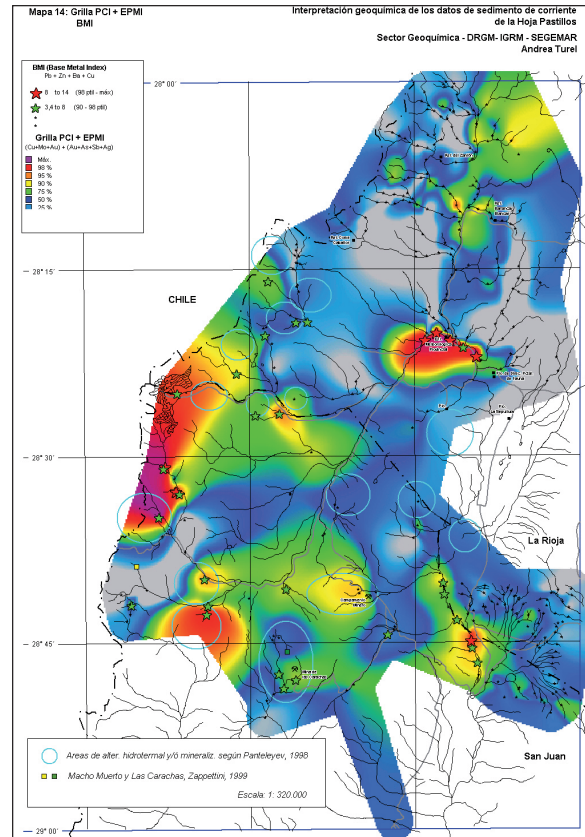 Mapa 14: Grilla PCI + EPMI
BMI
Interpretación geoquímica de los datos de sedimento de corriente
de la Hoja Pastillos
Sector Geoquímica - DRGM- IGRM - SEGEMAR
Andrea Turel
BMI (Base Metal Index)
Pb + Zn + Ba + Cu
8 to 14 (98 ptil - máx)
3,4 to 8 (90 - 98 ptil)
Grilla PCI + EPMI
(Cu+Mo+Au) + (Au+As+Sb+Ag)
Máx.
98 %
95 %
90 %
75 %
50 %
25 %
28° 00'
28° 15'
CHILE
28° 30'
La Rioja
28° 45'
San Juan
Areas de alter. hidrotermal y/ó mineraliz. según Panteleyev, 1998
Macho Muerto y Las Carachas, Zappettini, 1999
Escala: 1: 320.000
29° 00'